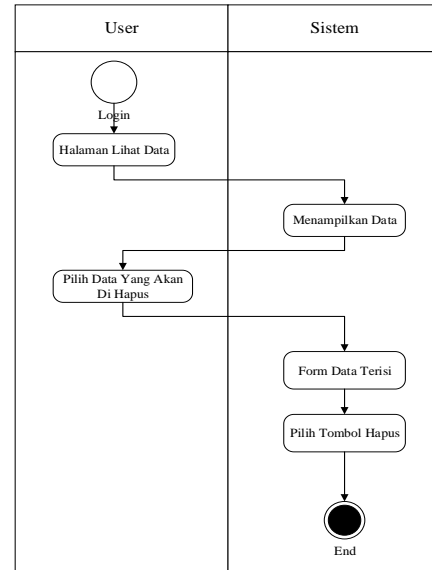 User
Sistem
Login
Halaman Lihat Data
Menampilkan Data
Pilih Data Yang Akan
Di Hapus
Form Data Terisi
Pilih Tombol Hapus
End